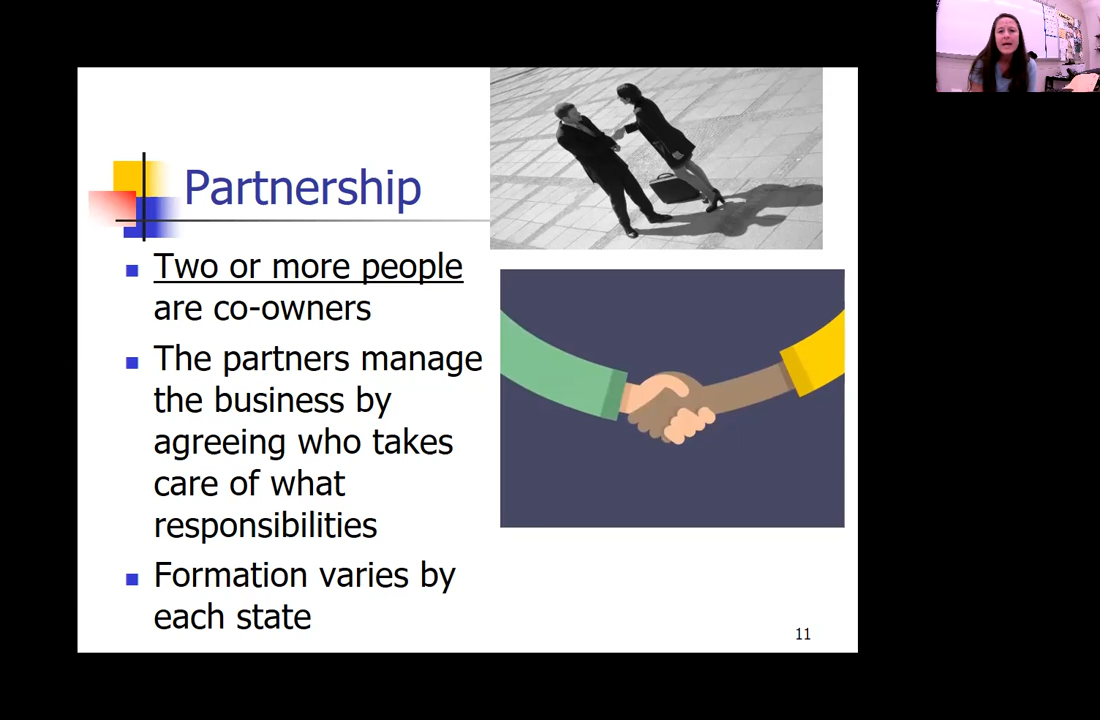 Partnership
Two or more people
are co-owners
The partners manage
the business by
agreeing who takes
care of what
responsibilities
Formation varies by
each state
11